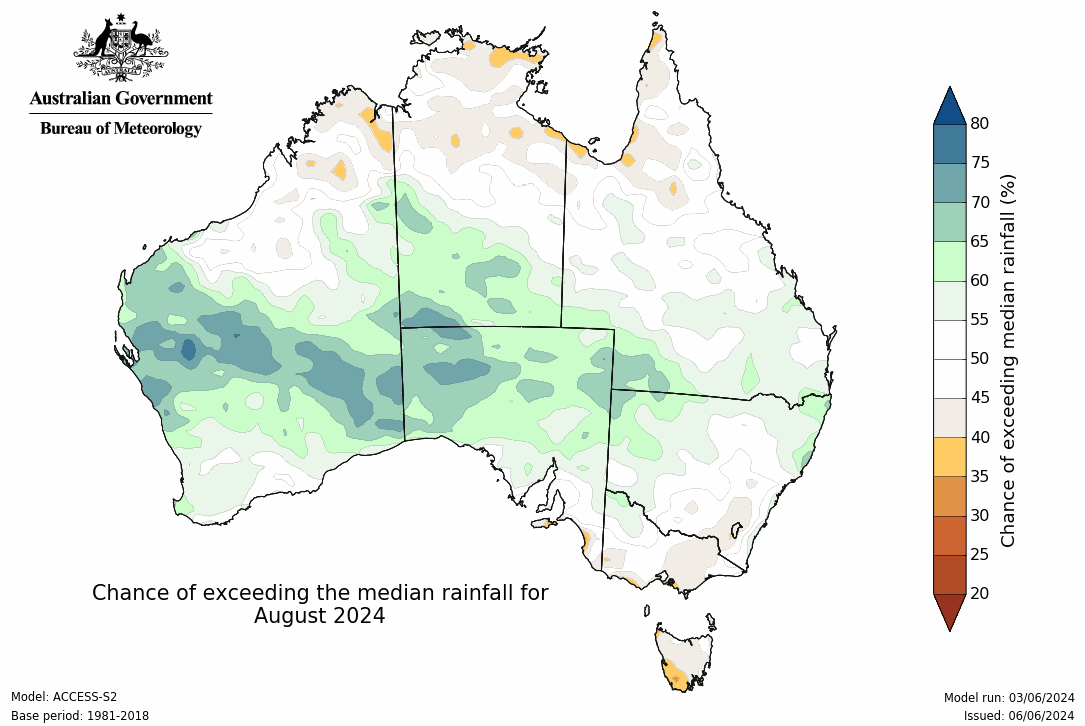 Australian Government
Bureau of Meteorology
80
75
70
65
60
55
50
45
40
35
30
25
20
Chance of exceeding median rainfall (%)
Chance of exceeding the median rainfall for
August 2024
Model: ACCESS-S2
Base period: 1981-2018
Model run: 03/06/2024
Issued: 06/06/2024